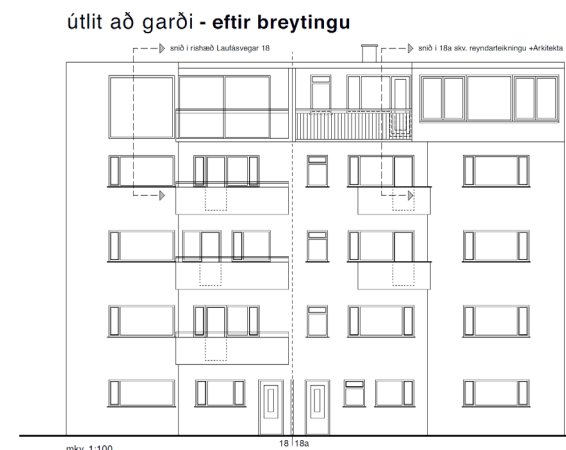 útlit að garði - eftir breytingu
snið í rishæð Laufásvegar 18
snið í 18a skv. reyndarteikningu +Arkitekta
18 18a
mkv. 1:100